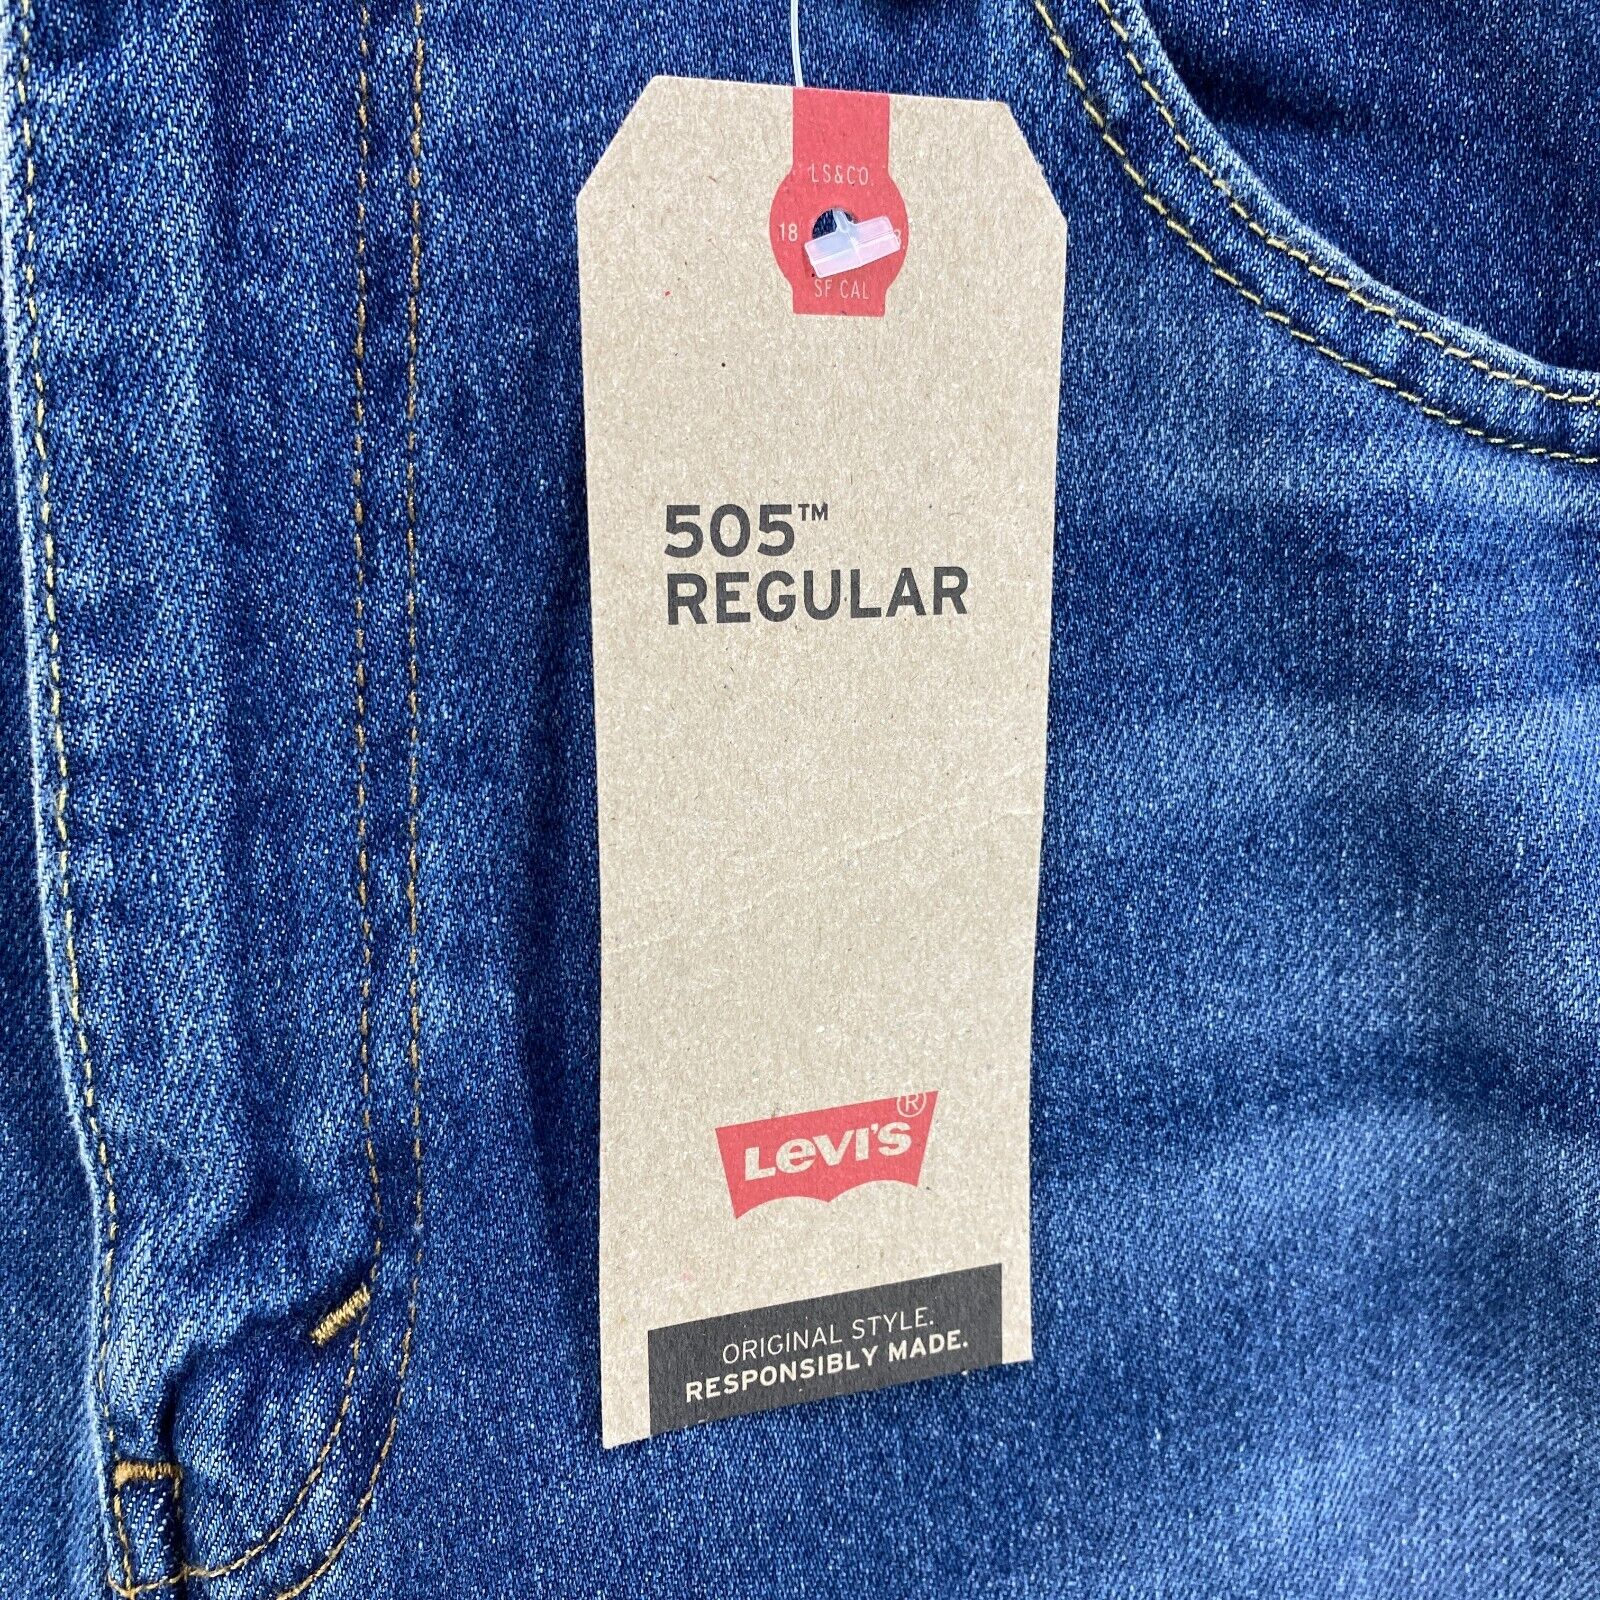 LS&CO.
18
SF CAL
505™
REGULAR
LEVI'S®
ORIGINAL STYLE.
RESPONSIBLY MADE.